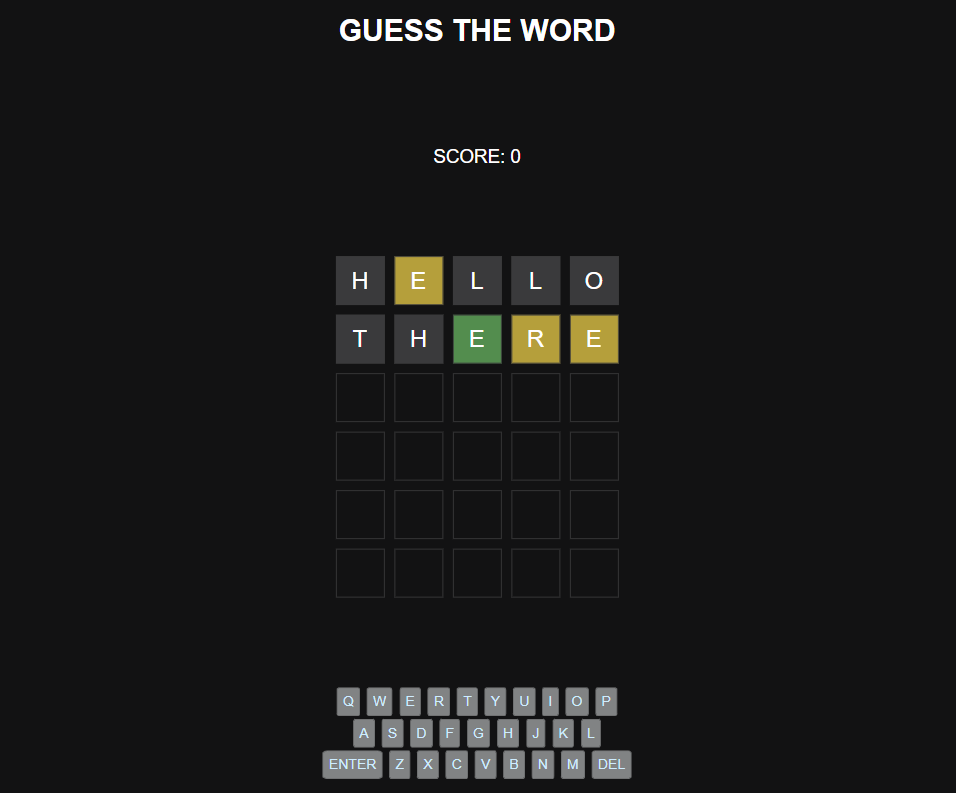 GUESS THE WORD
SCORE: 0
H E L L O
T H E R E
Q W E R T Y U I O P
A S D F G H J K L
ENTER Z X C V B N M DEL